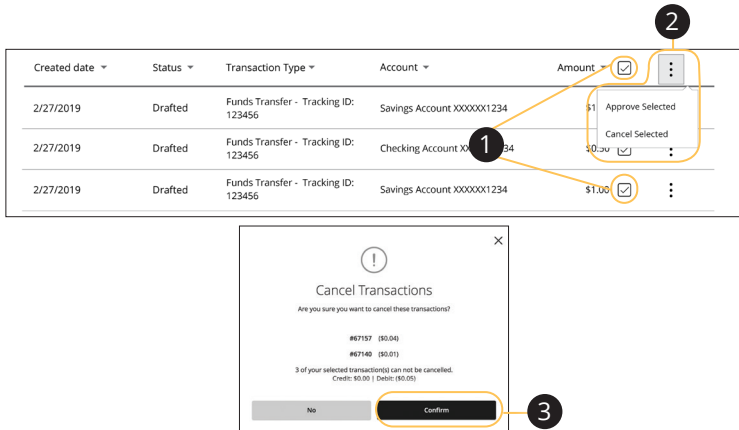 2
Created date Status Transaction Type Account Amount
2/27/2019 Drafted Funds Transfer - Tracking ID: 123456 Savings Account XXXXXX1234 $1
Approve Selected
Cancel Selected
1
2/27/2019 Drafted Funds Transfer - Tracking ID: 123456 Checking Account 34 $0.50
2/27/2019 Drafted Funds Transfer - Tracking ID: 123456 Savings Account XXXXXX1234 $1.00
Cancel Transactions
Are you sure you want to cancel these transactions?
#67157 ($0.04)
#67140 ($0.01)
3 of your selected transaction(s) can not be cancelled.
Credit: $0.00 | Debit: ($0.05)
No Confirm
3